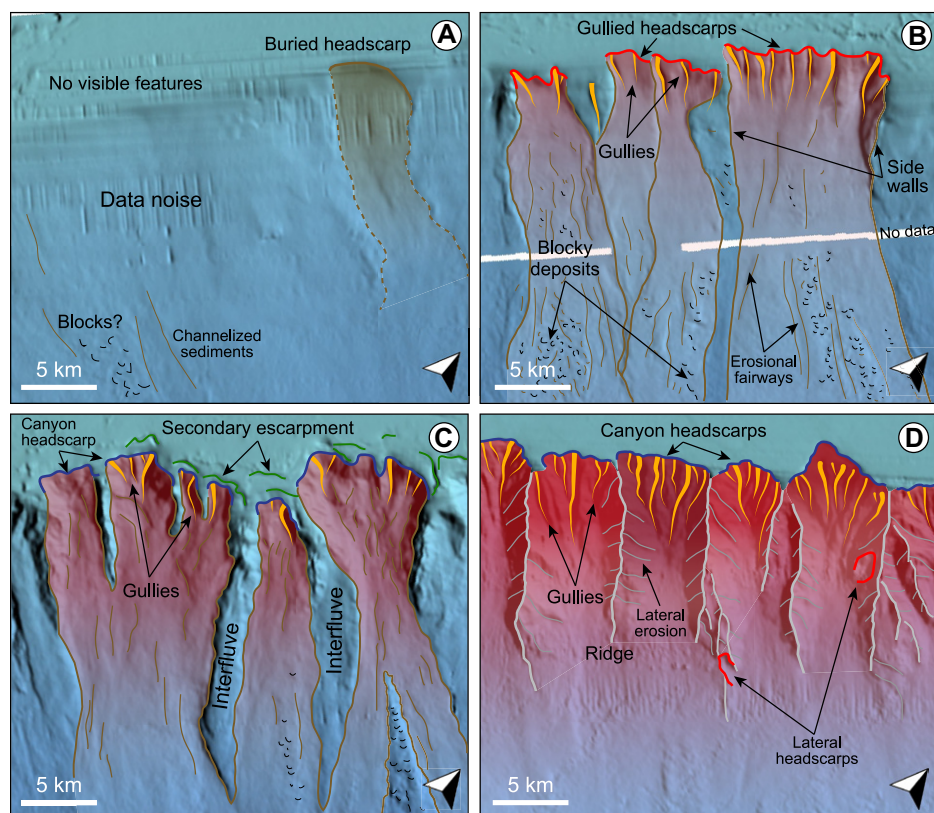 A
Buried headscarp
No visible features
Data noise
Blocks?
Channelized
sediments
5 km
B
Gullied headscarps
Gullies
Side
walls
No data
Blocky
deposits
Erosional
fairways
5 km
C
Canyon
headscarp
Secondary escarpment
Gullies
Interfluve
Interfluve
5 km
D
Canyon headscarps
Gullies
Lateral
erosion
Ridge
Lateral
headscarps
5 km